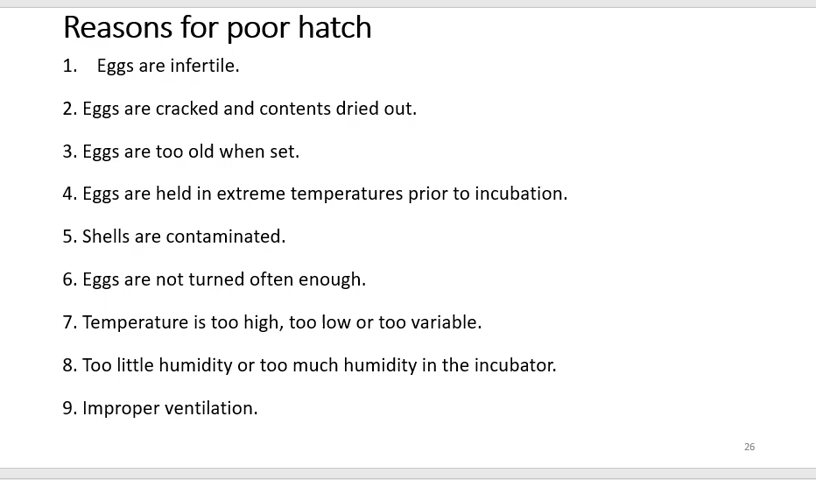 Reasons for poor hatch
1. Eggs are infertile.
2. Eggs are cracked and contents dried out.
3. Eggs are too old when set.
4. Eggs are held in extreme temperatures prior to incubation.
5. Shells are contaminated.
6. Eggs are not turned often enough.
7. Temperature is too high, too low or too variable.
8. Too little humidity or too much humidity in the incubator.
9. Improper ventilation.
26